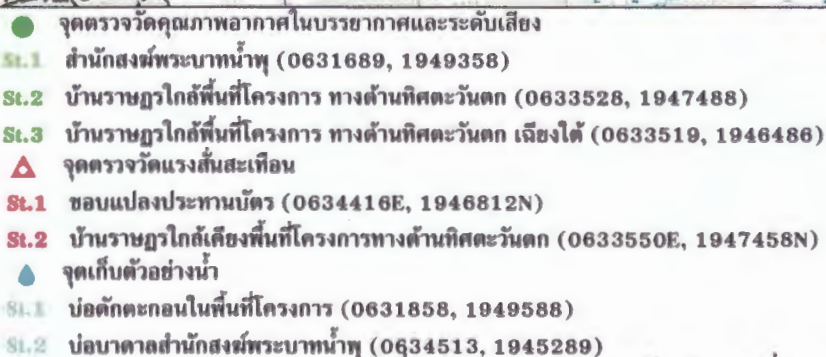 จุดตรวจวัดคุณภาพอากาศในบรรยากาศและระดับเสียง
St.1 สำนักสงฆ์พระบาทน้ำพุ (0631689, 1949358)
St.2 บ้านราษฎรใกล้พื้นที่โครงการ ทางด้านทิศตะวันตก (0633528, 1947488)
St.3 บ้านราษฎรใกล้พื้นที่โครงการ ทางด้านทิศตะวันตก เฉียงใต้ (0633519, 1946486)
จุดตรวจวัดแรงสั่นสะเทือน
St.1 ขอบแปลงประทานบัตร (0634416E, 1946812N)
St.2 บ้านราษฎรใกล้เคียงพื้นที่โครงการทางด้านทิศตะวันตก (0633550E, 1947458N)
จุดเก็บตัวอย่างน้ำ
St.1 บ่อดักตะกอนในพื้นที่โครงการ (0631858, 1949588)
St.2 บ่อบาดาลสำนักสงฆ์พระบาทน้ำพุ (0634513, 1945289)